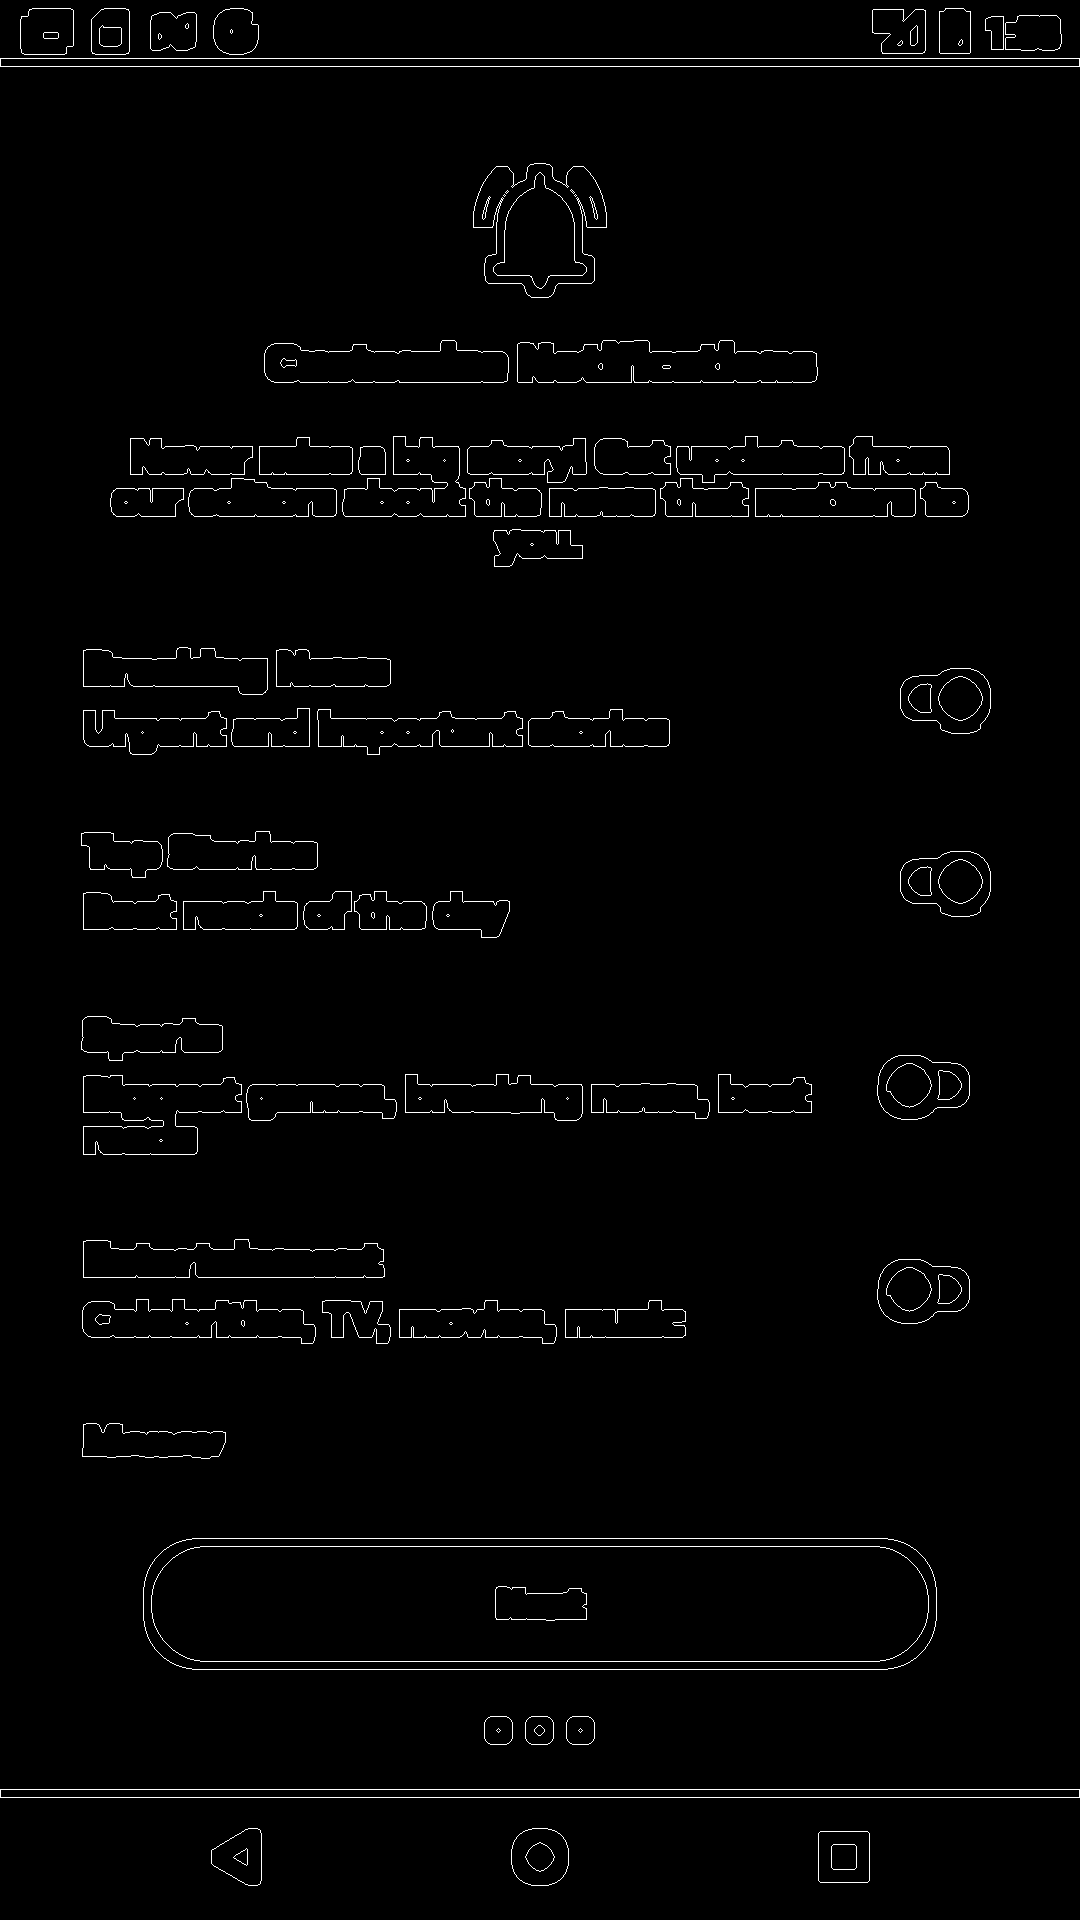 Customize Notifications
Never miss a big story! Get updates from
our editors about the news that matters to
you.
Breaking News
Urgent and important stories
Top Stories
Best reads of the day
Sports
Biggest games, breaking news, best
reads
Entertainment
Celebrities, TV, movies, music
Money
Next